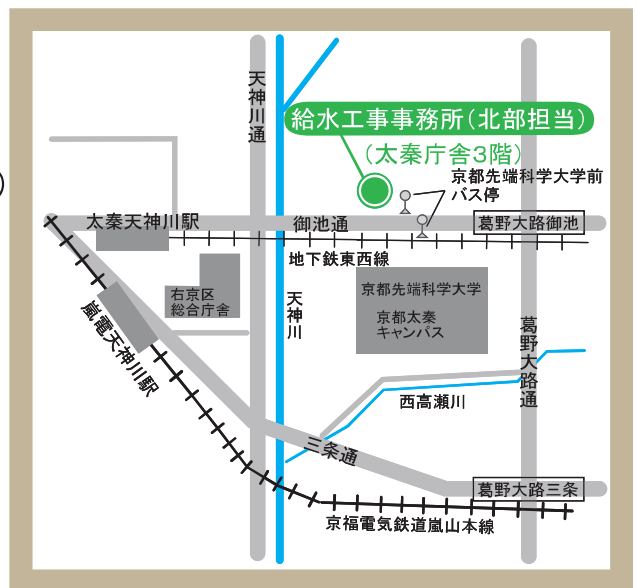 天神川通
給水工事事務所（北部担当）
（太秦庁舎3階）
京都先端科学大学前
バス停
太秦天神川駅
御池通
葛野大路御池
地下鉄東西線
右京区
総合庁舎
天神川
京都先端科学大学
京都太秦
キャンパス
嵐電天神川駅
葛野大路通
西高瀬川
三条通
葛野大路三条
京福電気鉄道嵐山本線